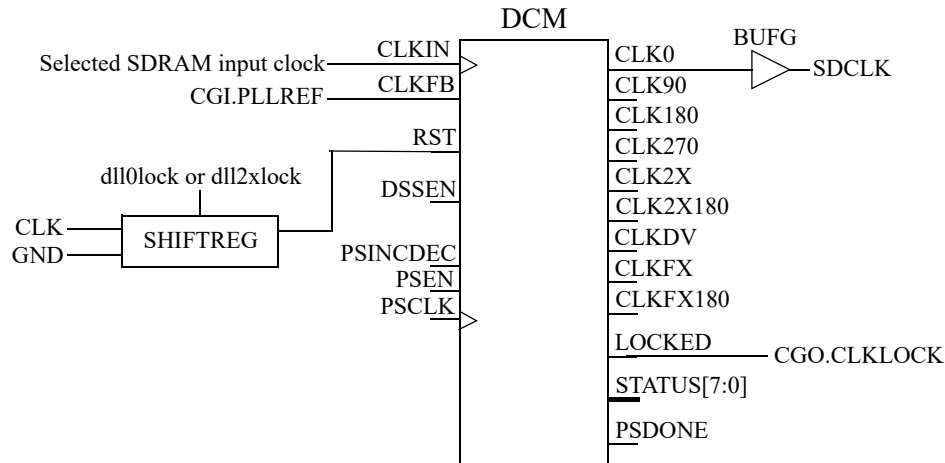 DCM
Selected SDRAM input clock
CLKIN
CGI.PLLREF
CLKFB
RST
dll0lock or dll2xlock
CLK
GND
SHIFTREG
DSSEN
PSINCDEC
PSEN
PSCLK
CLK0
BUFG
SDCLK
CLK90
CLK180
CLK270
CLK2X
CLK2X180
CLKDV
CLKFX
CLKFX180
LOCKED
CGO.CLKLOCK
STATUS[7:0]
PSDONE